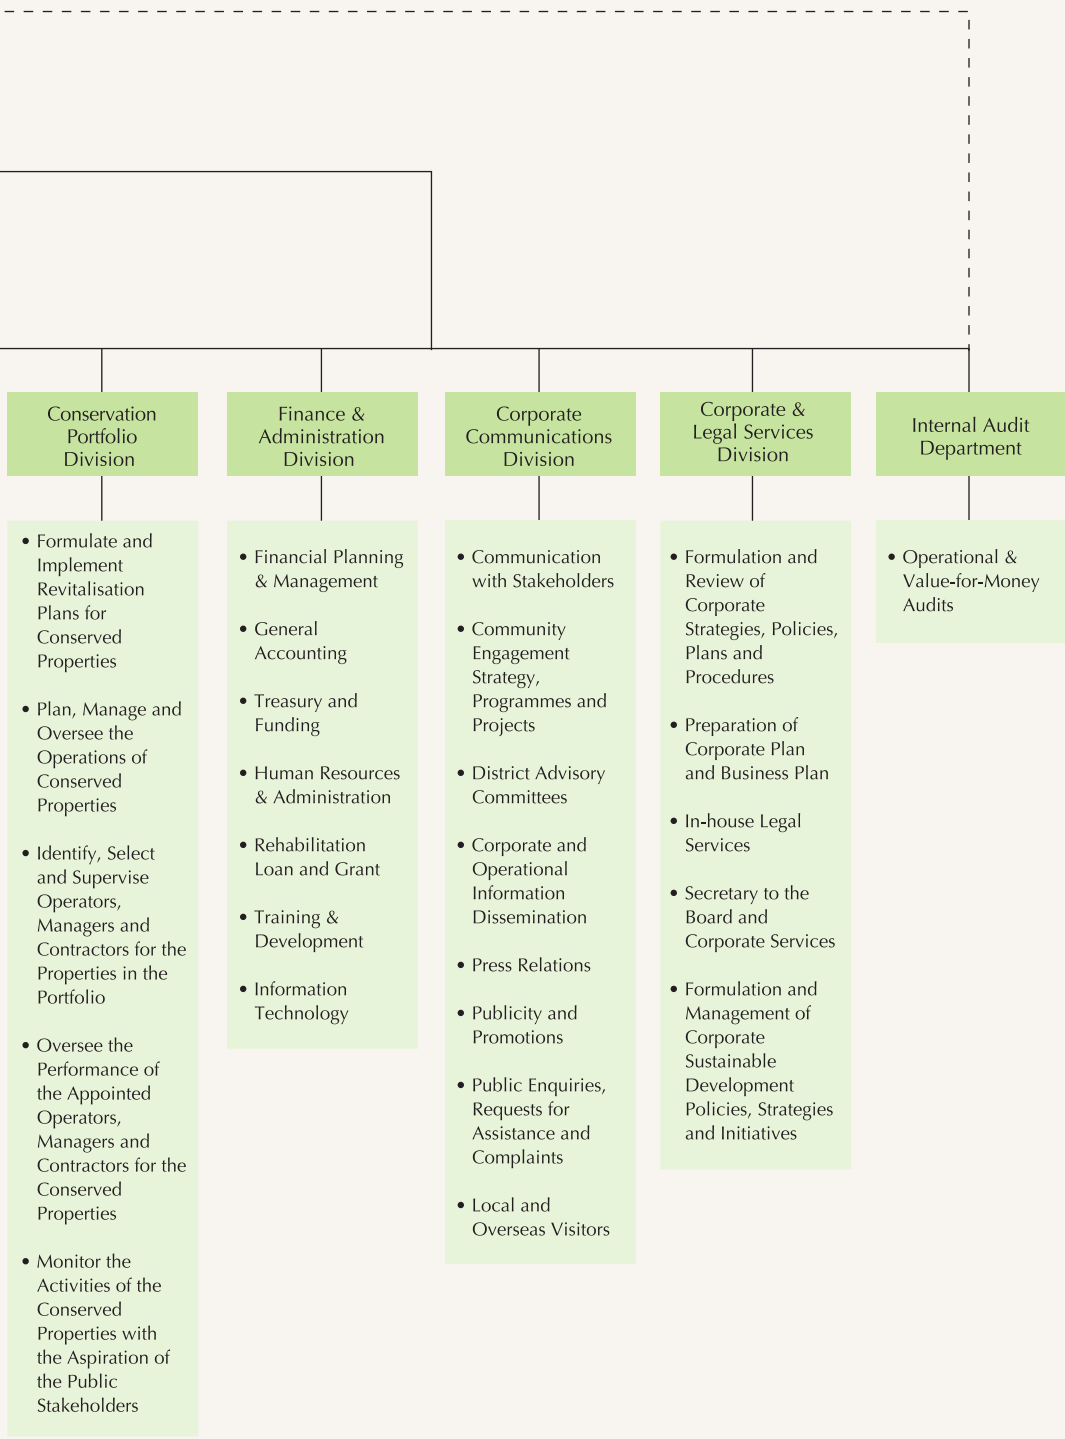 Conservation
Portfolio
Division
• Formulate and
Implement
Revitalisation
Plans for
Conserved
Properties
• Plan, Manage and
Oversee the
Operations of
Conserved
Properties
• Identify, Select
and Supervise
Operators,
Managers and
Contractors for the
Properties in the
Portfolio
• Oversee the
Performance of
the Appointed
Operators,
Managers and
Contractors for the
Conserved
Properties
• Monitor the
Activities of the
Conserved
Properties with
the Aspiration of
the Public
Stakeholders
Finance &
Administration
Division
• Financial Planning
& Management
• General
Accounting
• Treasury and
Funding
• Human Resources
& Administration
• Rehabilitation
Loan and Grant
• Training &
Development
• Information
Technology
Corporate
Communications
Division
• Communication
with Stakeholders
• Community
Engagement
Strategy,
Programmes and
Projects
• District Advisory
Committees
• Corporate and
Operational
Information
Dissemination
• Press Relations
• Publicity and
Promotions
• Public Enquiries,
Requests for
Assistance and
Complaints
• Local and
Overseas Visitors
Corporate &
Legal Services
Division
• Formulation and
Review of
Corporate
Strategies, Policies,
Plans and
Procedures
• Preparation of
Corporate Plan
and Business Plan
• In-house Legal
Services
• Secretary to the
Board and
Corporate Services
• Formulation and
Management of
Corporate
Sustainable
Development
Policies, Strategies
and Initiatives
Internal Audit
Department
• Operational &
Value-for-Money
Audits